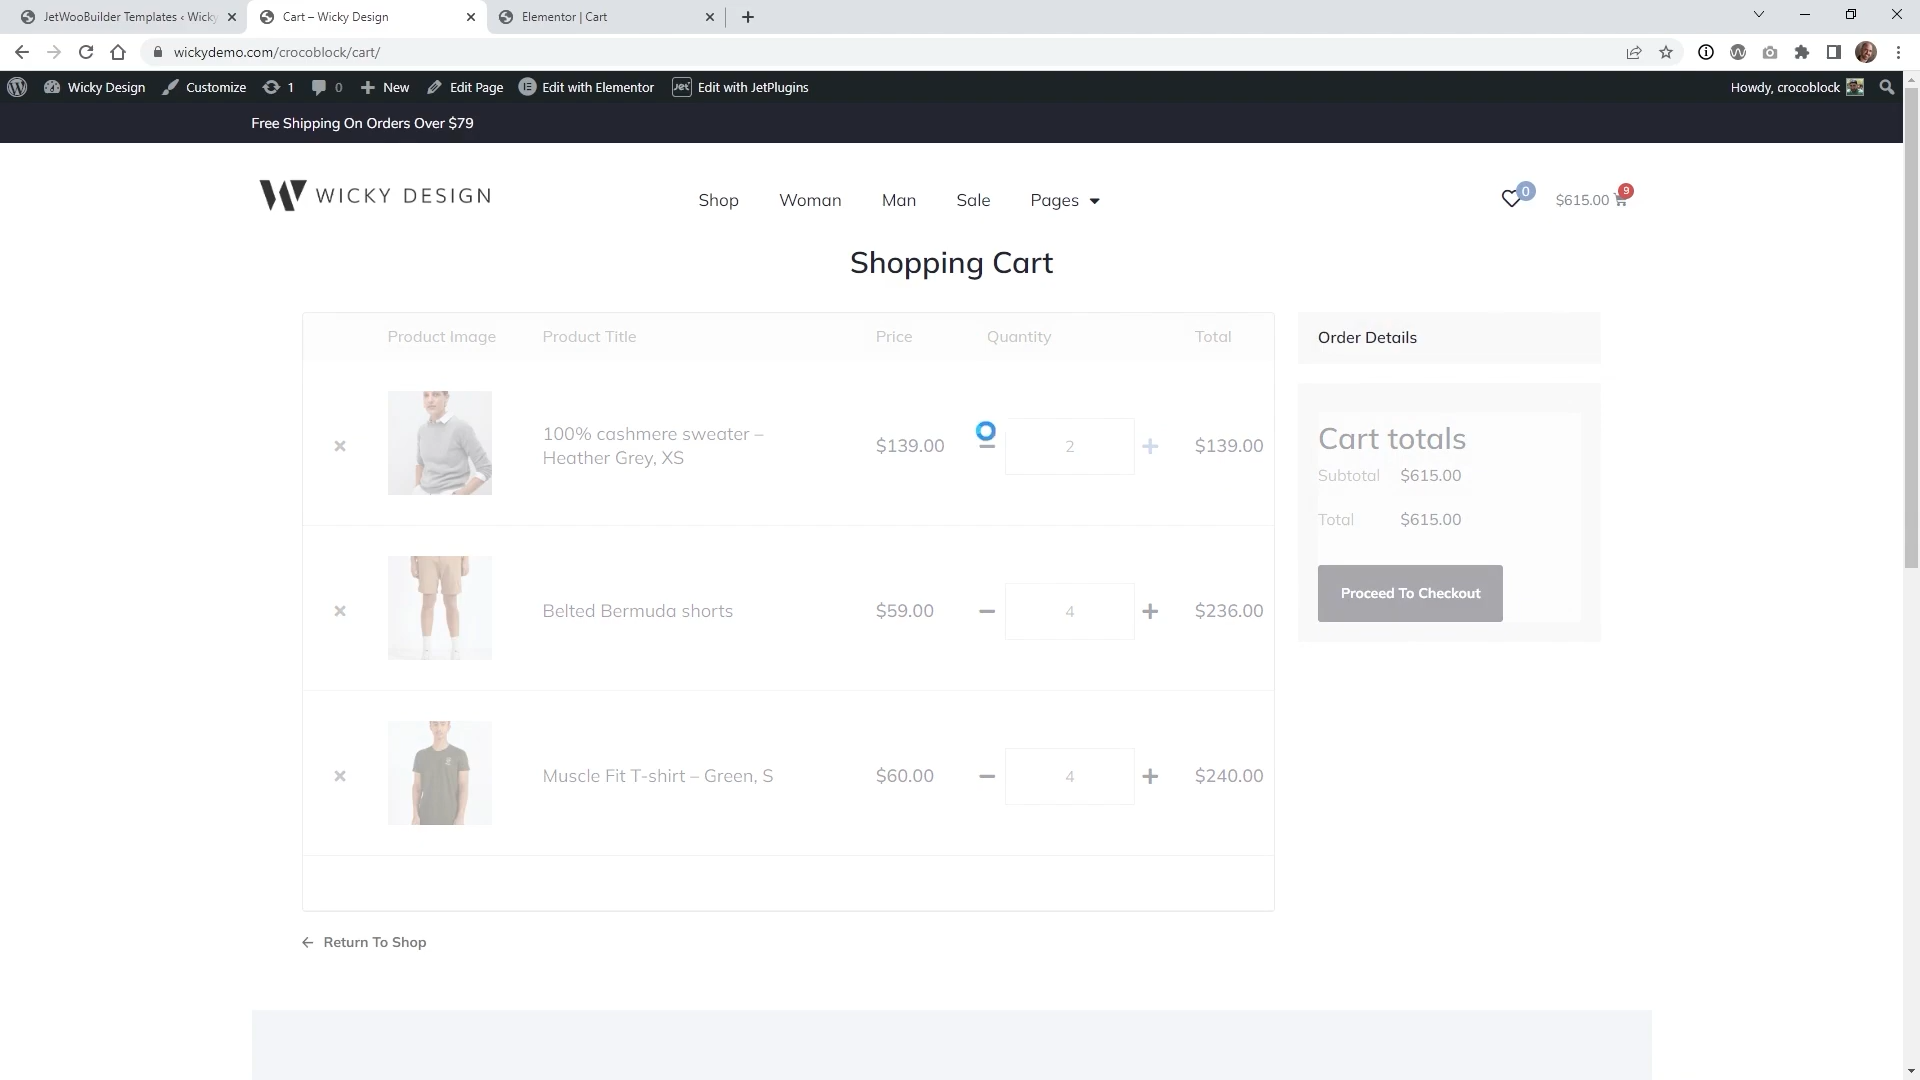 JetWooBuilder Templates ‹ Wicky
Cart – Wicky Design
Elementor | Cart
wickydemo.com/crocoblock/cart/
Wicky Design
Customize
1
0
New
Edit Page
Edit with Elementor
Jet
Edit with JetPlugins
Howdy, crocoblock
Free Shipping On Orders Over $79
WICKY DESIGN
Shop
Woman
Man
Sale
Pages
0
$615.00
9
Shopping Cart
Product Image
Product Title
Price
Quantity
Total
100% cashmere sweater –
Heather Grey, XS
$139.00
2
$139.00
Belted Bermuda shorts
$59.00
4
$236.00
Muscle Fit T-shirt – Green, S
$60.00
4
$240.00
Return To Shop
Order Details
Cart totals
Subtotal $615.00
Total $615.00
Proceed To Checkout